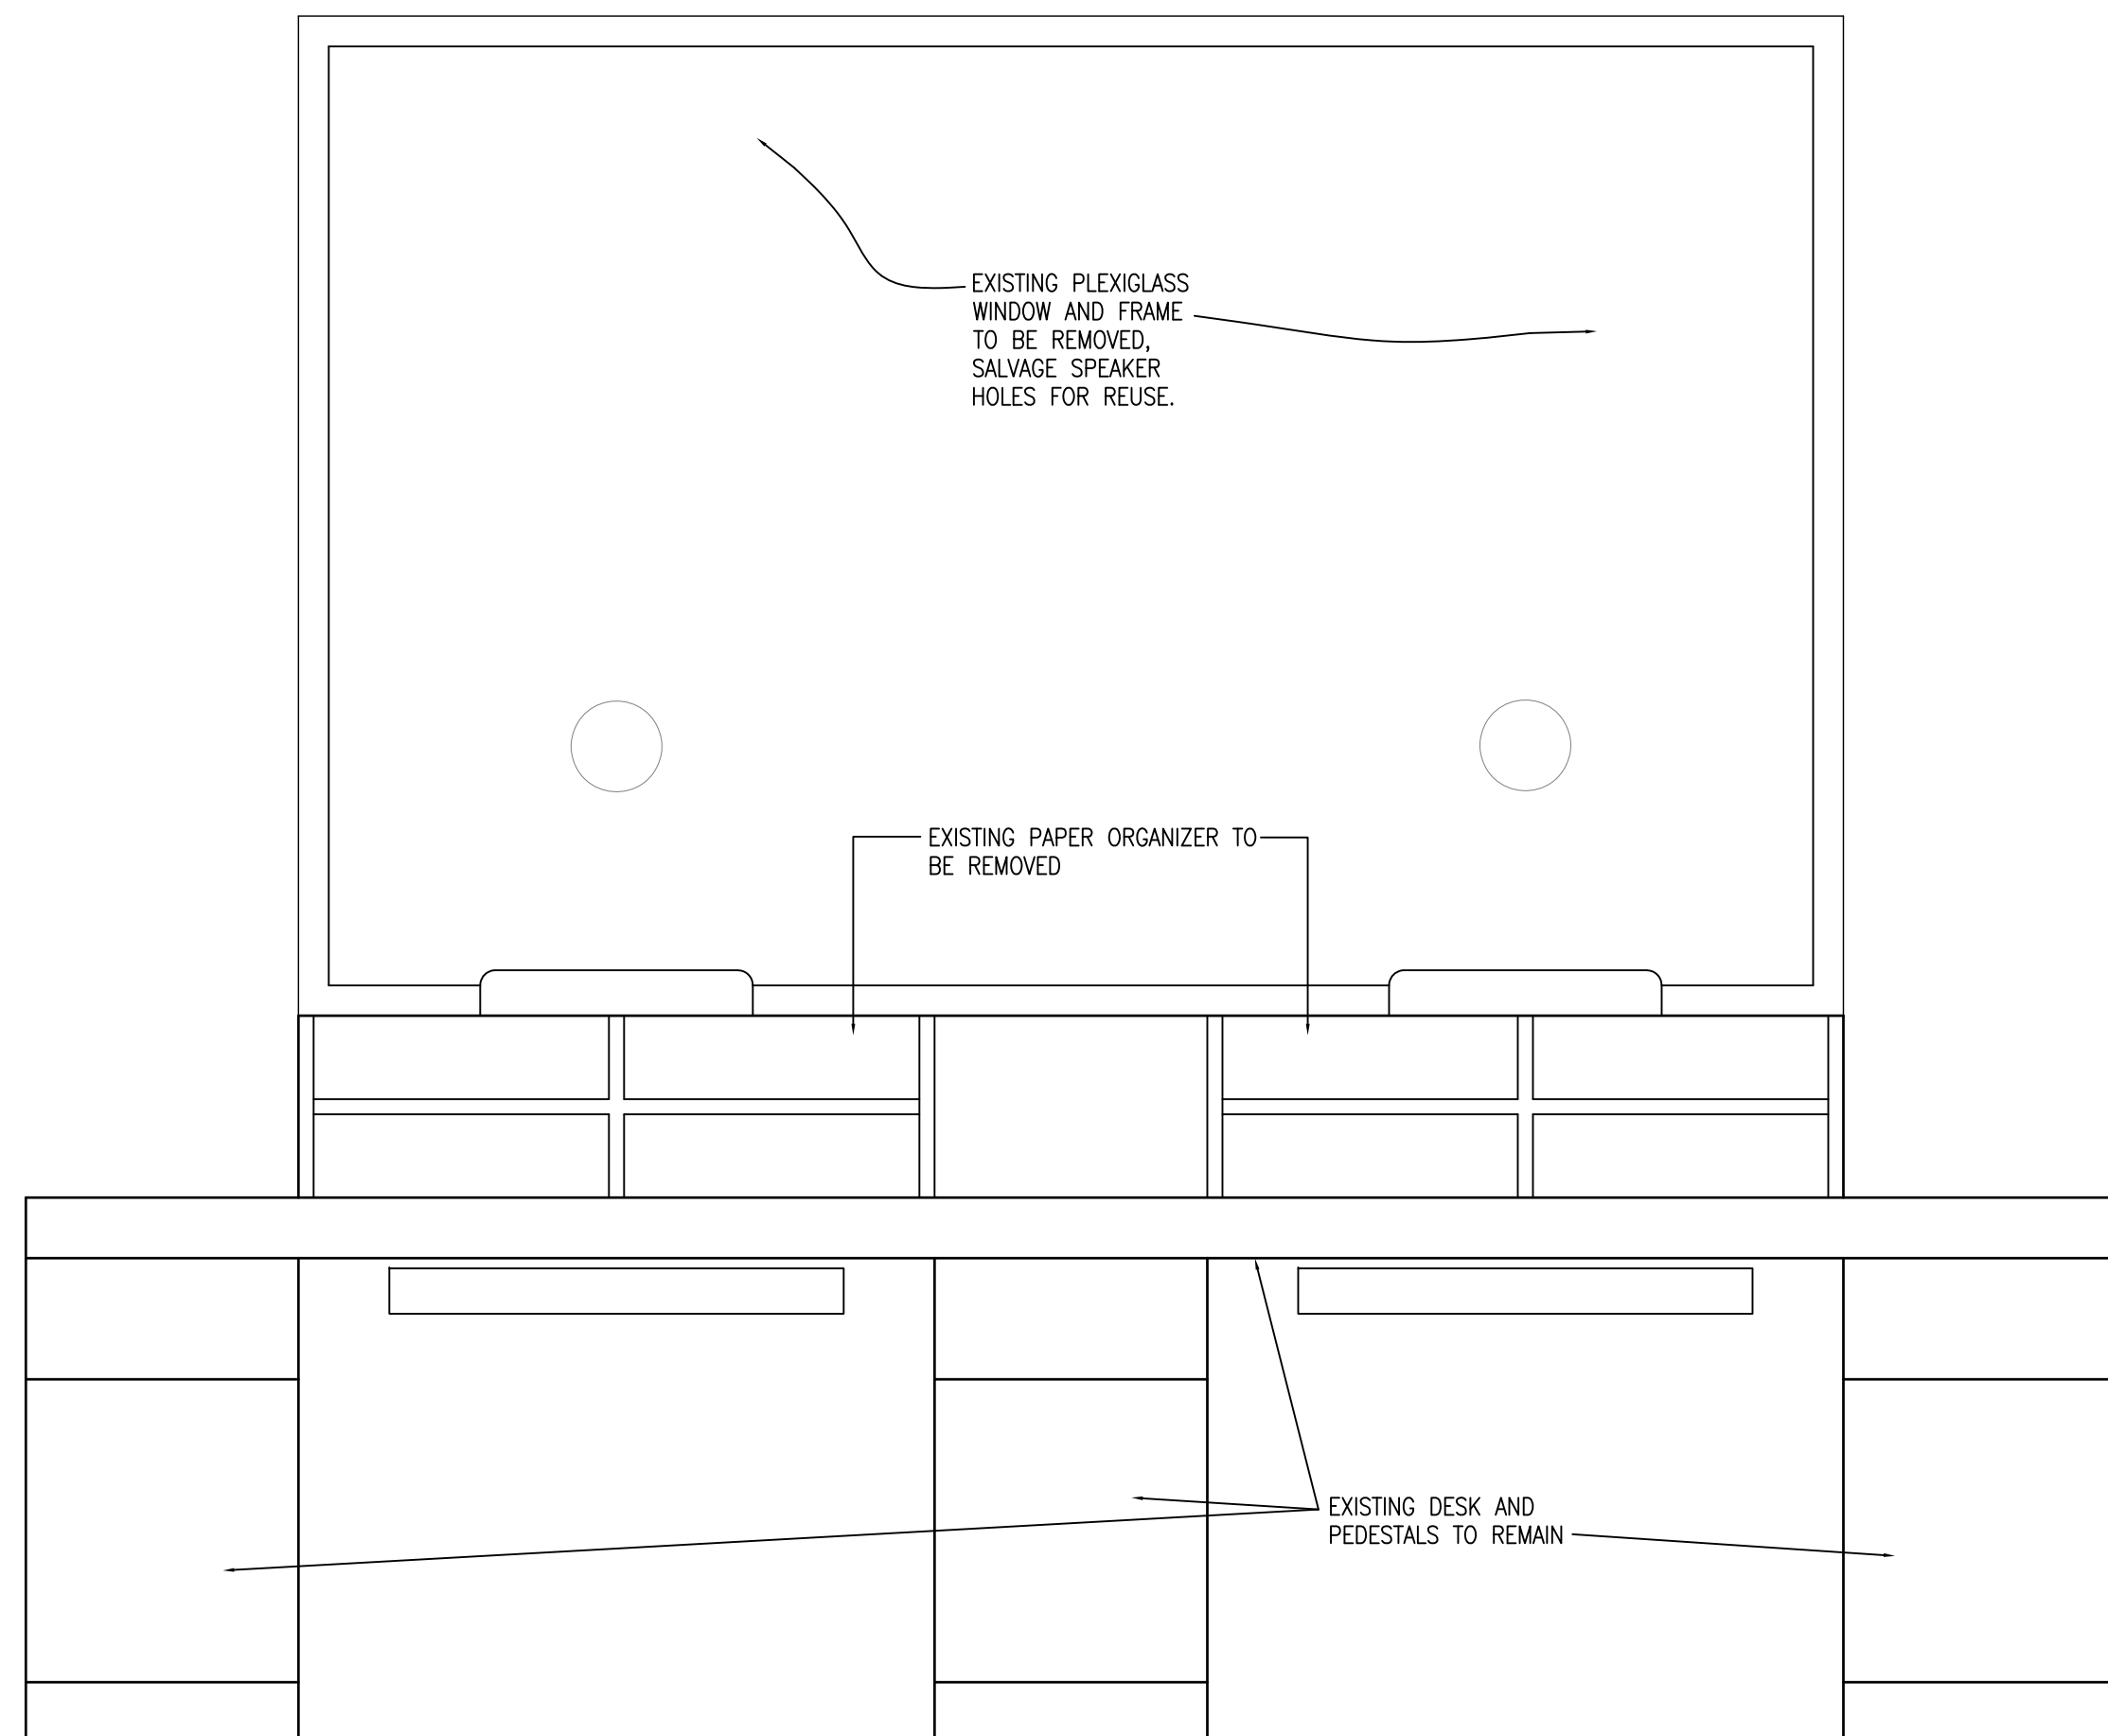 EXISTING PLEXIGLASS
WINDOW AND FRAME
TO BE REMOVED,
SALVAGE SPEAKER
HOLES FOR REUSE.
EXISTING PAPER ORGANIZER TO
BE REMOVED
EXISTING DESK AND
PEDESTALS TO REMAIN